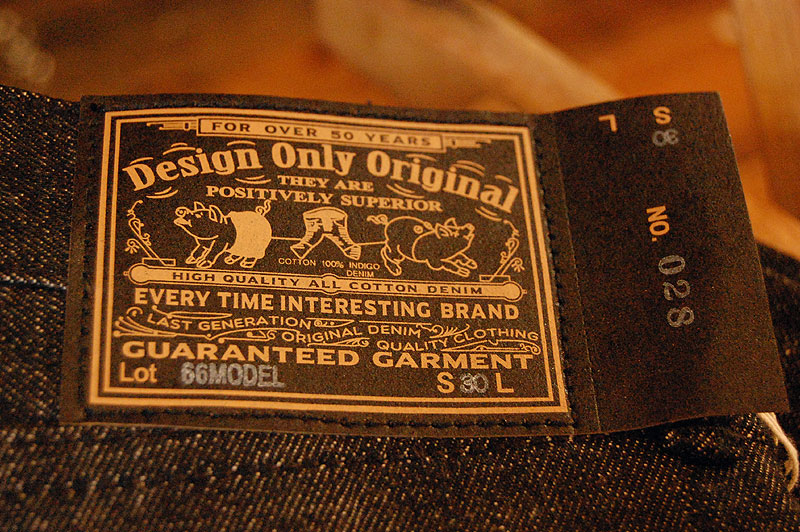 FOR OVER 50 YEARS
Design Only Original
THEY ARE
POSITIVELY SUPERIOR
COTTON 100% INDIGO
DENIM
HIGH QUALITY ALL COTTON DENIM
EVERY TIME INTERESTING BRAND
LAST GENERATION
ORIGINAL DENIM
QUALITY CLOTHING
GUARANTEED GARMENT
Lot 66MODEL
S 30 L
S 30
L
NO. 028